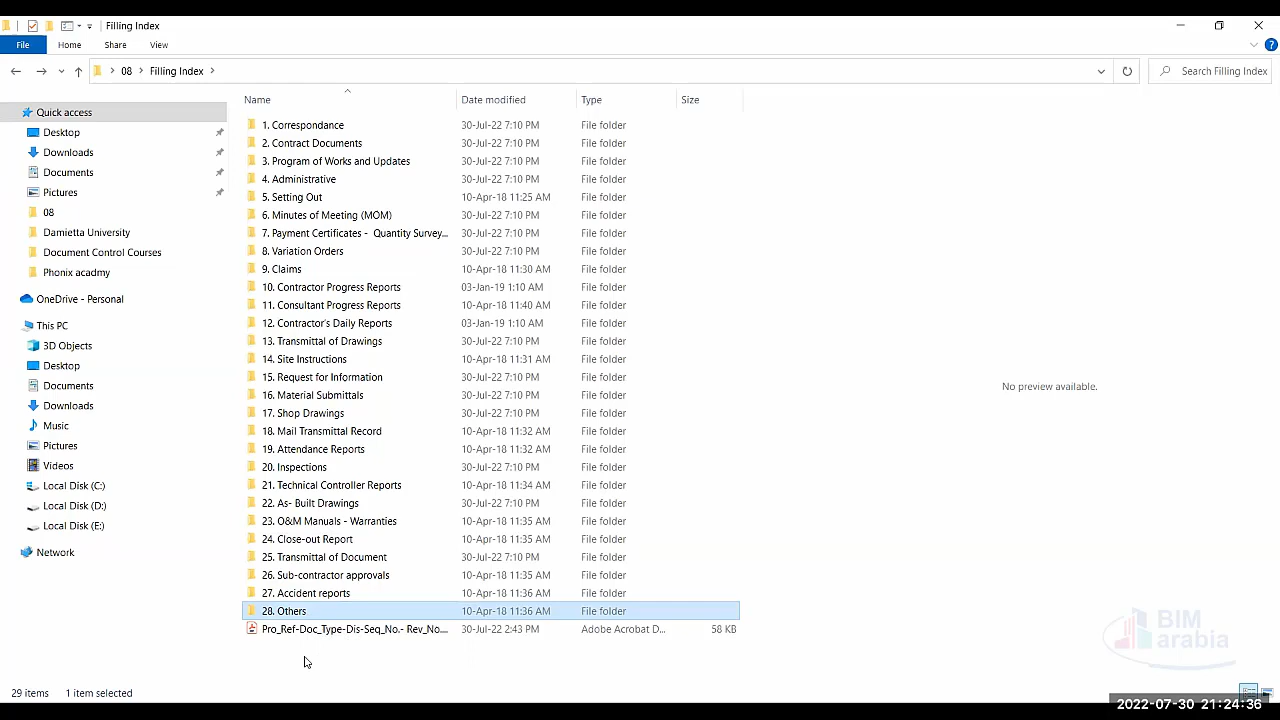 Filling Index
File Home Share View
08 Filling Index Search Filling Index
Name Date modified Type Size
Quick access
Desktop
Downloads
Documents
Pictures
08
Damietta University
Document Control Courses
Phonix acadmy
OneDrive - Personal
This PC
3D Objects
Desktop
Documents
Downloads
Music
Pictures
Videos
Local Disk (C:)
Local Disk (D:)
Local Disk (E:)
Network
1. Correspondance 30-Jul-22 7:10 PM File folder
2. Contract Documents 30-Jul-22 7:10 PM File folder
3. Program of Works and Updates 30-Jul-22 7:10 PM File folder
4. Administrative 30-Jul-22 7:10 PM File folder
5. Setting Out 10-Apr-18 11:25 AM File folder
6. Minutes of Meeting (MOM) 30-Jul-22 7:10 PM File folder
7. Payment Certificates - Quantity Survey... 30-Jul-22 7:10 PM File folder
8. Variation Orders 30-Jul-22 7:10 PM File folder
9. Claims 10-Apr-18 11:30 AM File folder
10. Contractor Progress Reports 03-Jan-19 1:10 AM File folder
11. Consultant Progress Reports 10-Apr-18 11:40 AM File folder
12. Contractor's Daily Reports 03-Jan-19 1:10 AM File folder
13. Transmittal of Drawings 30-Jul-22 7:10 PM File folder
14. Site Instructions 10-Apr-18 11:31 AM File folder
15. Request for Information 30-Jul-22 7:10 PM File folder
16. Material Submittals 30-Jul-22 7:10 PM File folder
17. Shop Drawings 30-Jul-22 7:10 PM File folder
18. Mail Transmittal Record 10-Apr-18 11:32 AM File folder
19. Attendance Reports 10-Apr-18 11:32 AM File folder
20. Inspections 30-Jul-22 7:10 PM File folder
21. Technical Controller Reports 10-Apr-18 11:34 AM File folder
22. As- Built Drawings 30-Jul-22 7:10 PM File folder
23. O&M Manuals - Warranties 10-Apr-18 11:35 AM File folder
24. Close-out Report 10-Apr-18 11:35 AM File folder
25. Transmittal of Document 30-Jul-22 7:10 PM File folder
26. Sub-contractor approvals 10-Apr-18 11:35 AM File folder
27. Accident reports 10-Apr-18 11:36 AM File folder
28. Others 10-Apr-18 11:36 AM File folder
Pro_Ref-Doc_Type-Dis-Seq_No.- Rev_No.... 30-Jul-22 2:43 PM Adobe Acrobat D... 58 KB
No preview available.
BIM
arabia
29 items 1 item selected
2022-07-30 21:24:36